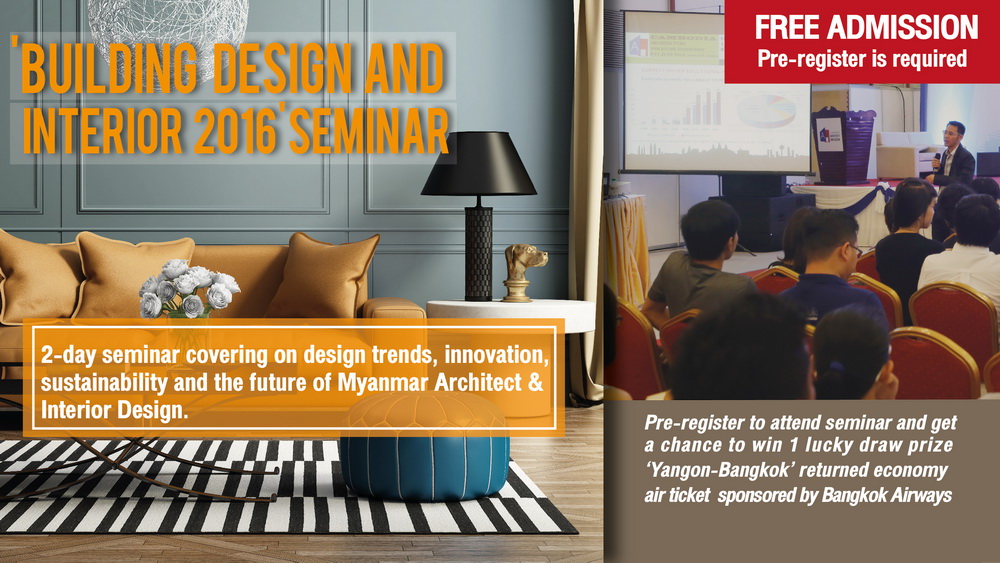 'BUILDING DESIGN AND
INTERIOR 2016' SEMINAR
FREE ADMISSION
Pre-register is required
2-day seminar covering on design trends, innovation,
sustainability and the future of Myanmar Architect &
Interior Design.
Pre-register to attend seminar and get
a chance to win 1 lucky draw prize
'Yangon-Bangkok' returned economy
air ticket sponsored by Bangkok Airways